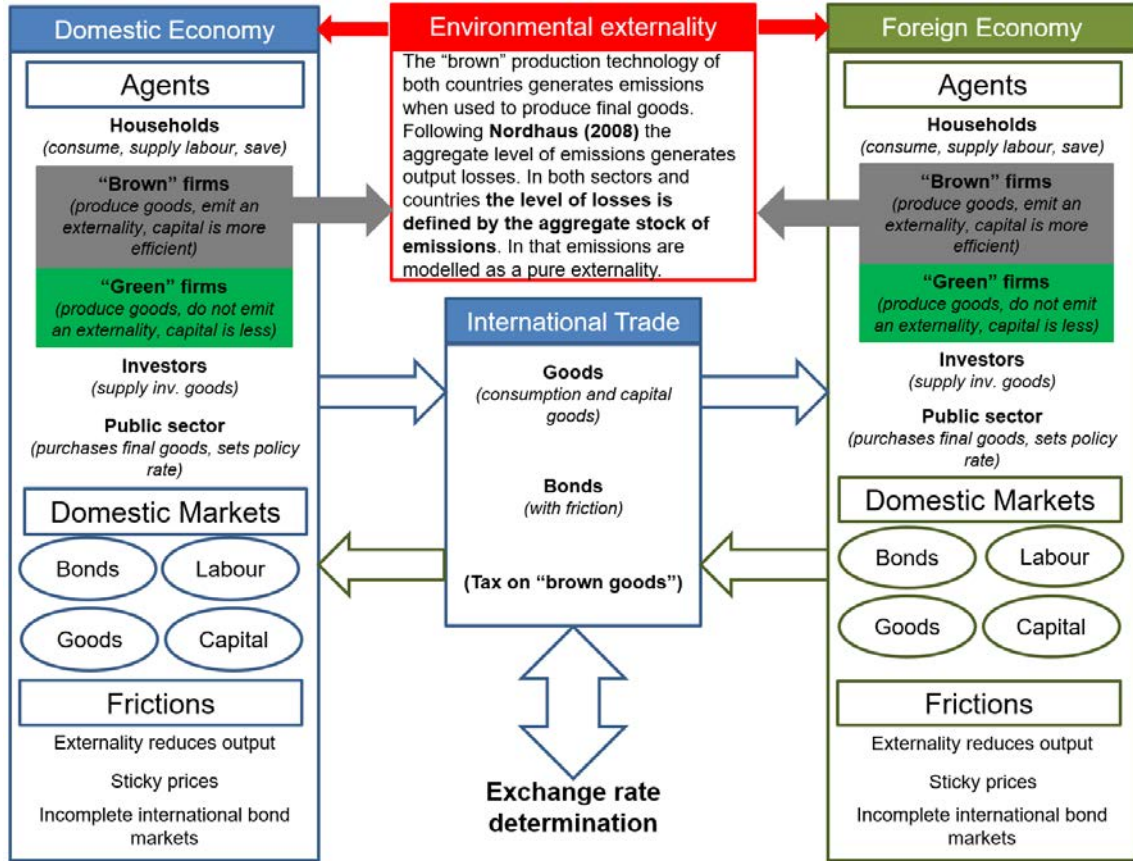 Domestic Economy
Agents
Households
(consume, supply labour, save)
“Brown” firms
(produce goods, emit an
externality, capital is more
efficient)
“Green” firms
(produce goods, do not emit
an externality, capital is less)
Investors
(supply inv. goods)
Public sector
(purchases final goods, sets policy
rate)
Domestic Markets
Bonds
Labour
Goods
Capital
Frictions
Externality reduces output
Sticky prices
Incomplete international bond
markets
Environmental externality
The “brown” production technology of
both countries generates emissions
when used to produce final goods.
Following Nordhaus (2008) the
aggregate level of emissions generates
output losses. In both sectors and
countries the level of losses is
defined by the aggregate stock of
emissions. In that emissions are
modelled as a pure externality.
International Trade
Goods
(consumption and capital
goods)
Bonds
(with friction)
(Tax on “brown goods”)
Exchange rate
determination
Foreign Economy
Agents
Households
(consume, supply labour, save)
“Brown” firms
(produce goods, emit an
externality, capital is more
efficient)
“Green” firms
(produce goods, do not emit
an externality, capital is less)
Investors
(supply inv. goods)
Public sector
(purchases final goods, sets policy
rate)
Domestic Markets
Bonds
Labour
Goods
Capital
Frictions
Externality reduces output
Sticky prices
Incomplete international bond
markets